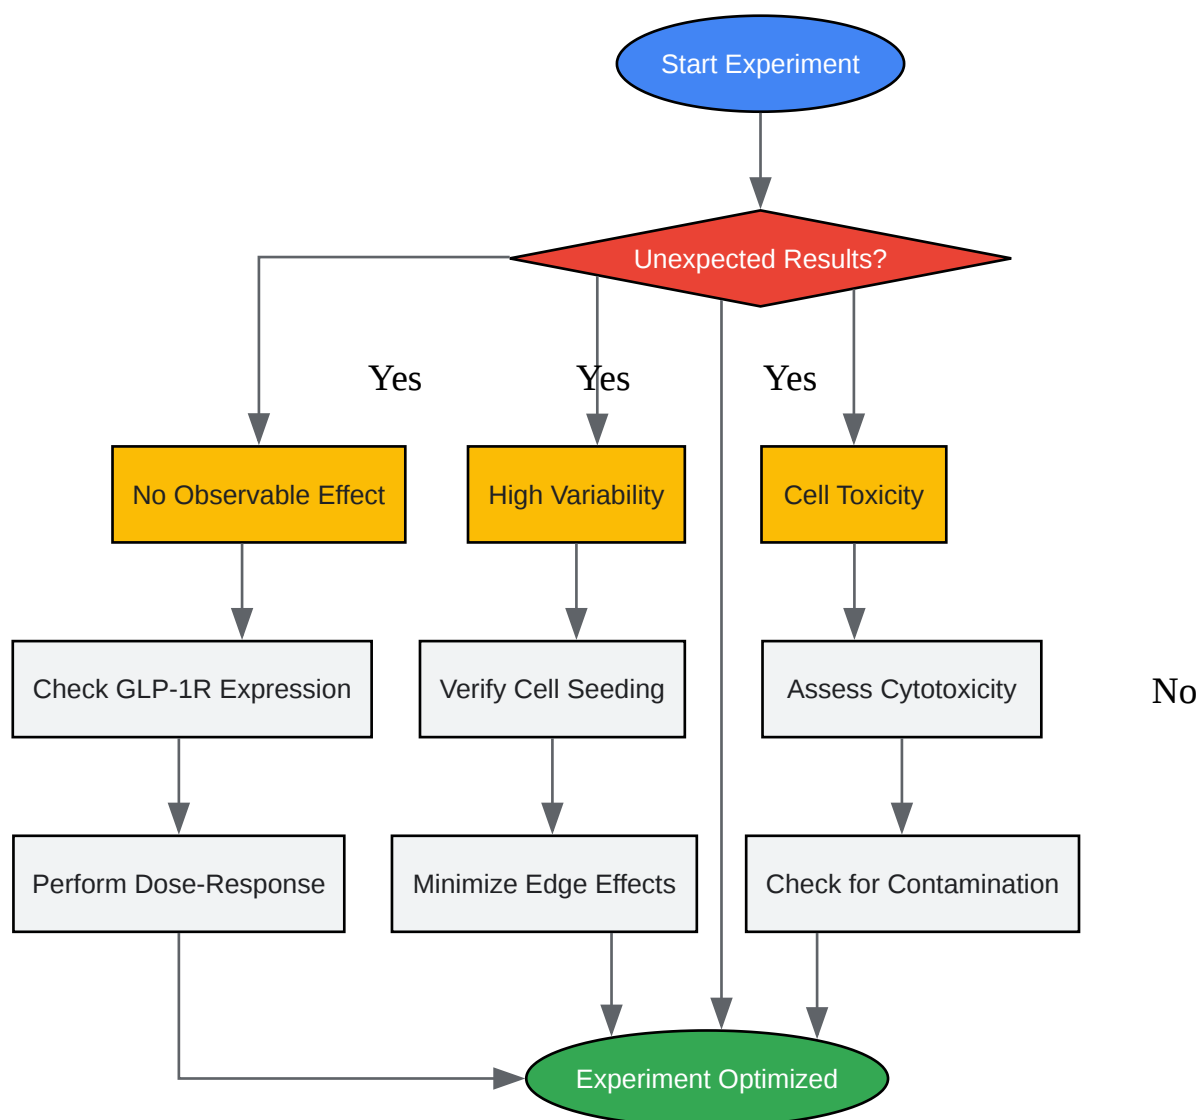 Start Experiment
Unexpected Results?
Yes
Yes
Yes
No Observable Effect
High Variability
Cell Toxicity
Check GLP-1R Expression
Verify Cell Seeding
Assess Cytotoxicity
No
Perform Dose-Response
Minimize Edge Effects
Check for Contamination
Experiment Optimized